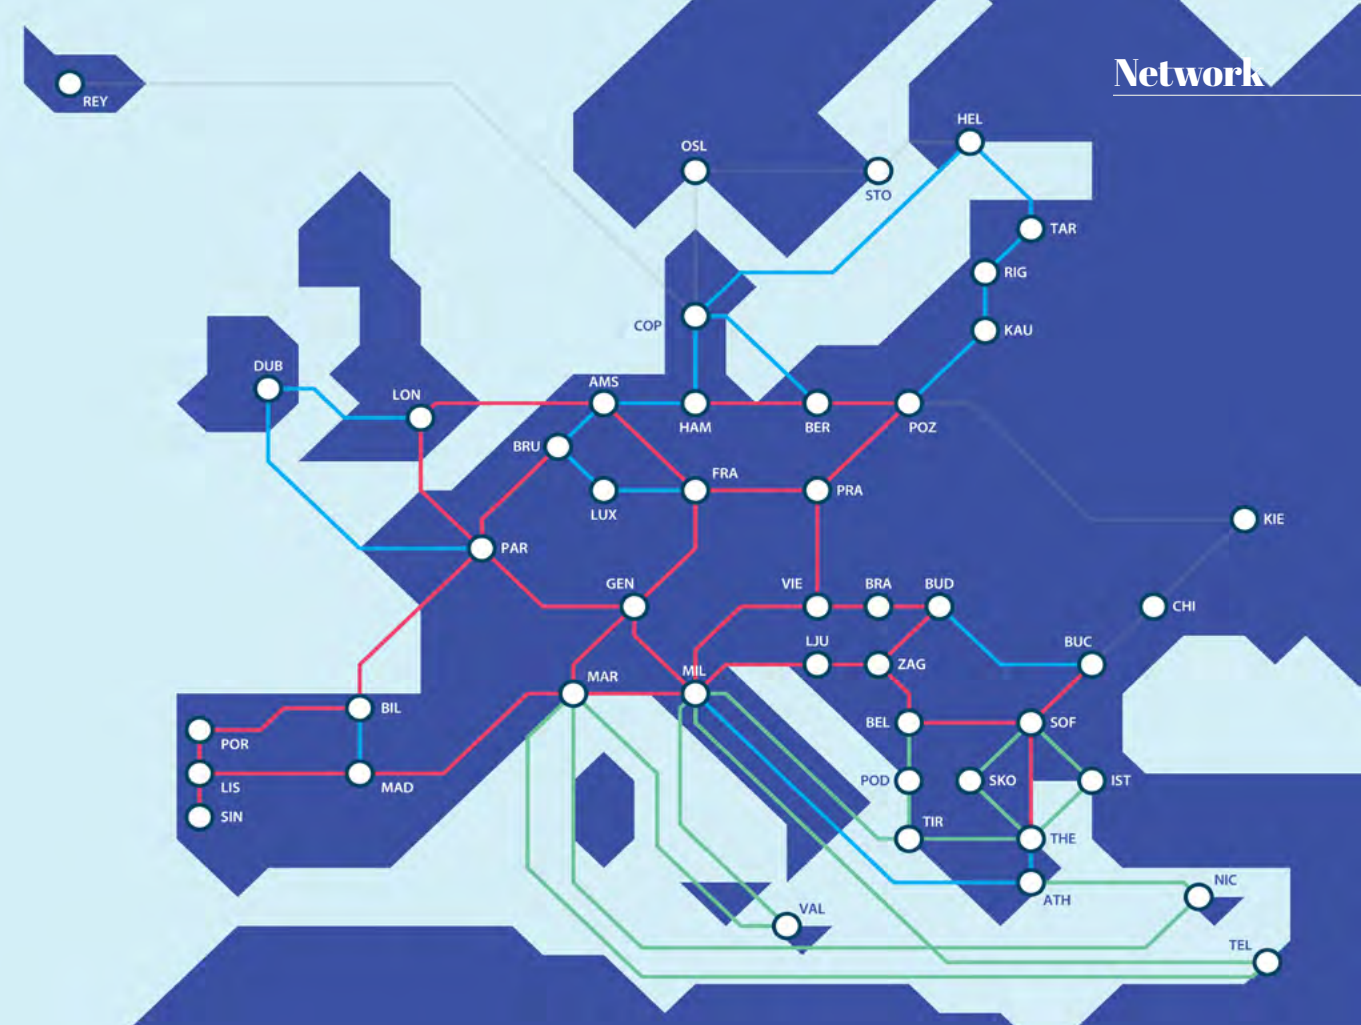 Network
REY
HEL
OSL
STO
TAR
RIG
COP
KAU
DUB
AMS
LON
HAM
BER
POZ
BRU
FRA
PRA
LUX
KIE
PAR
GEN
VIE
BRA
BUD
CHI
LJU
BUC
ZAG
MAR
MIL
BIL
BEL
SOF
POR
LIS
MAD
POD
SKO
IST
SIN
TIR
THE
NIC
ATH
VAL
TEL